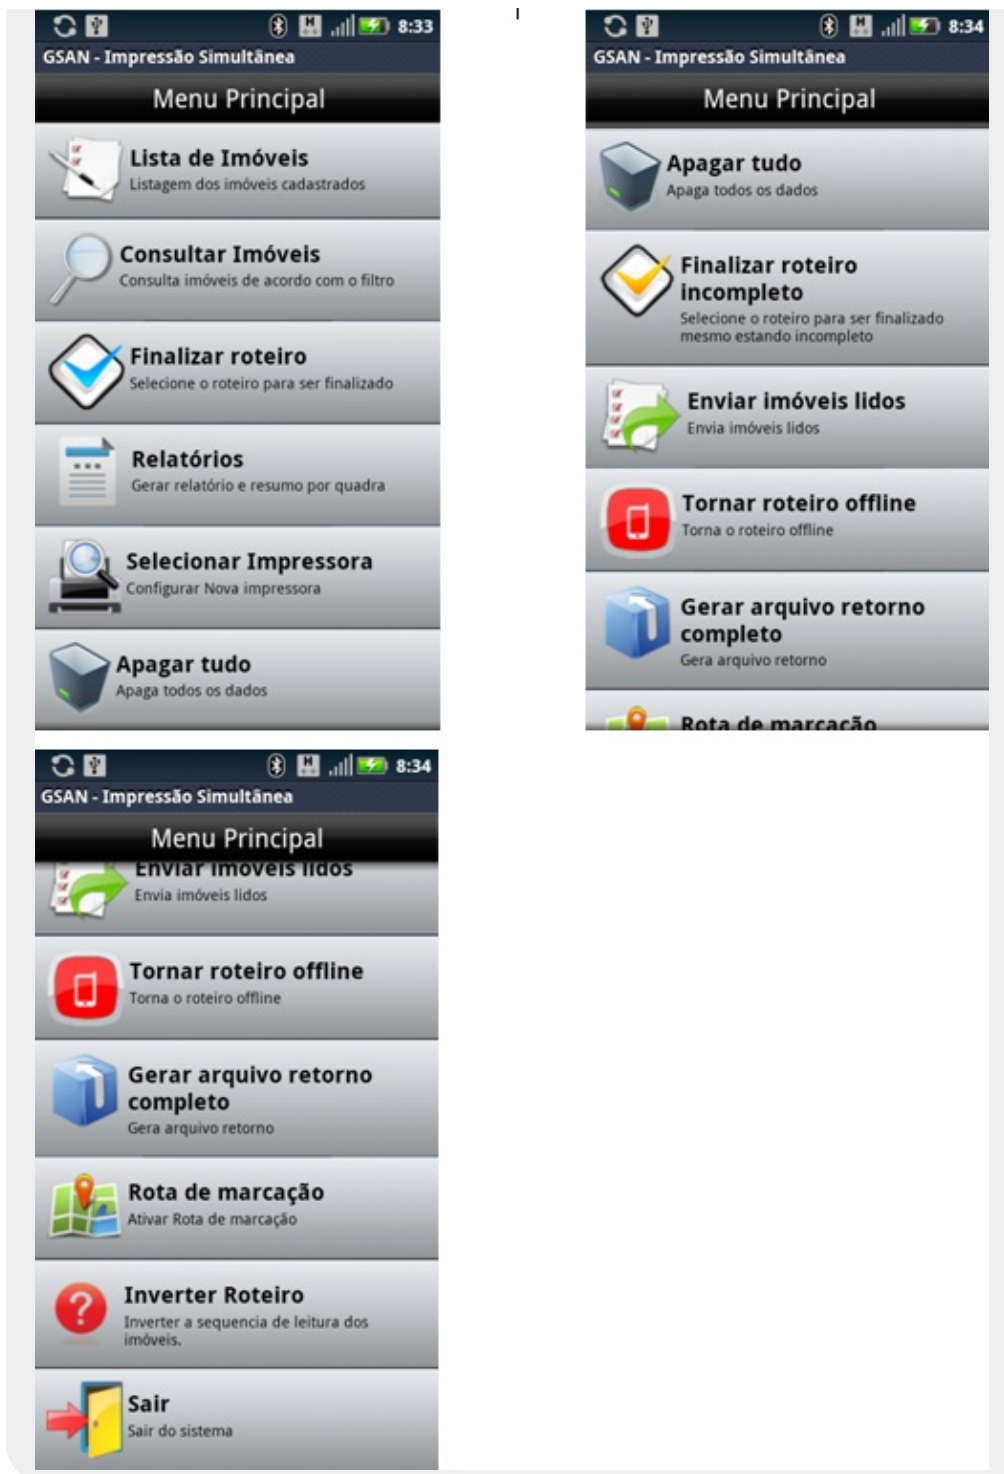 8:33
GSAN - Impressão Simultânea
Menu Principal
Lista de Imóveis
Listagem dos imóveis cadastrados
Consultar Imóveis
Consulta imóveis de acordo com o filtro
Finalizar roteiro
Selecione o roteiro para ser finalizado
Relatórios
Gerar relatório e resumo por quadra
Selecionar Impressora
Configurar Nova impressora
Apagar tudo
Apaga todos os dados
8:34
GSAN - Impressão Simultânea
Menu Principal
Apagar tudo
Apaga todos os dados
Finalizar roteiro
incompleto
Selecione o roteiro para ser finalizado
mesmo estando incompleto
Enviar imóveis lidos
Envia imóveis lidos
Tornar roteiro offline
Torna o roteiro offline
Gerar arquivo retorno
completo
Gera arquivo retorno
Rota de marcação
8:34
GSAN - Impressão Simultânea
Menu Principal
Enviar imóveis lidos
Envia imóveis lidos
Tornar roteiro offline
Torna o roteiro offline
Gerar arquivo retorno
completo
Gera arquivo retorno
Rota de marcação
Ativar Rota de marcação
Inverter Roteiro
Inverter a sequencia de leitura dos
imóveis.
Sair
Sair do sistema